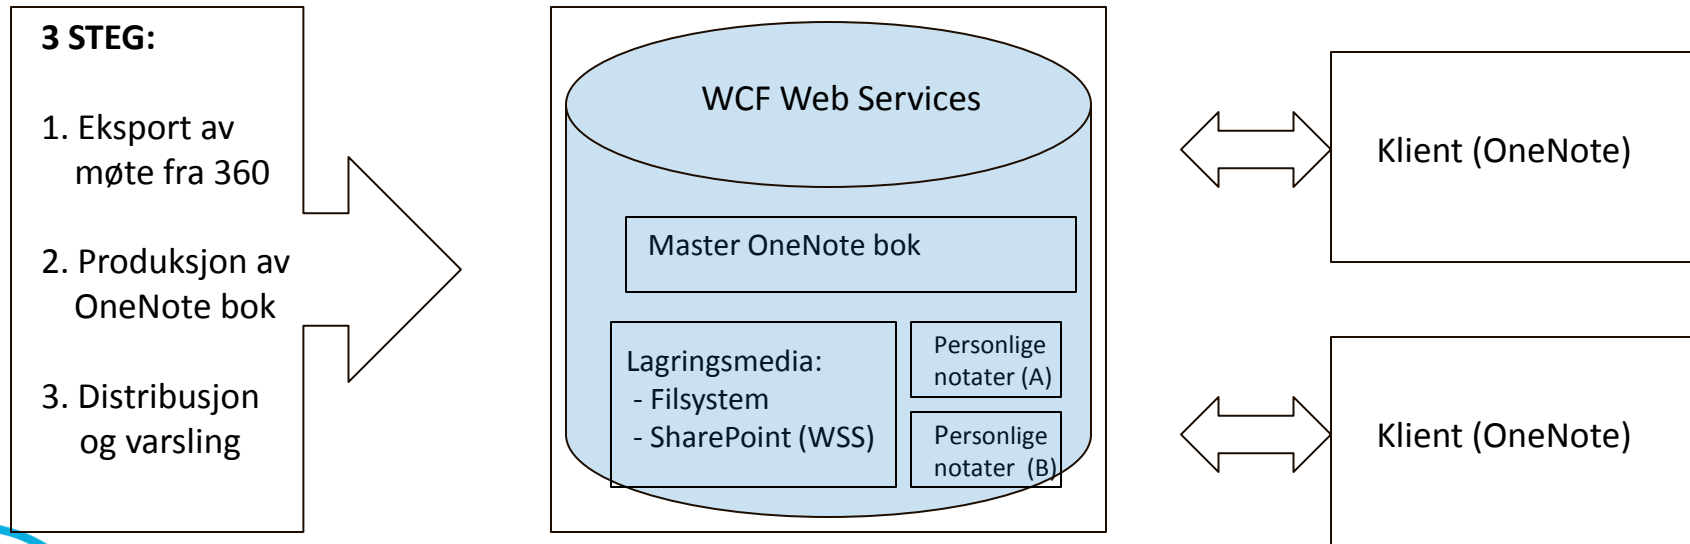 3 STEG:
1. Eksport av
møte fra 360
2. Produksjon av
OneNote bok
3. Distribusjon
og varsling
WCF Web Services
Master OneNote bok
Lagringsmedia:
- Filsystem
- SharePoint (WSS)
Personlige
notater (A)
Personlige
notater (B)
Klient (OneNote)
Klient (OneNote)